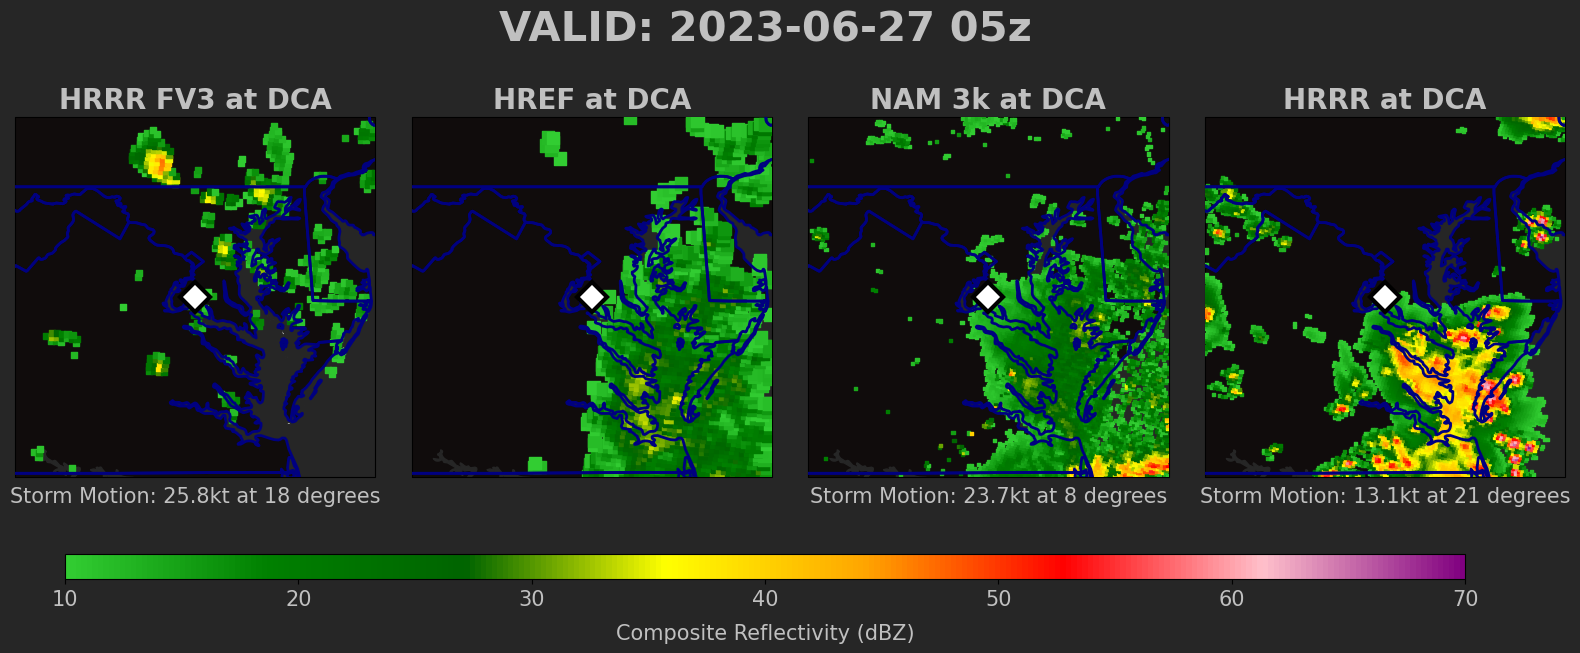 VALID: 2023-06-27 05z
HRRR FV3 at DCA
HREF at DCA
NAM 3k at DCA
HRRR at DCA
Storm Motion: 25.8kt at 18 degrees
Storm Motion: 23.7kt at 8 degrees
Storm Motion: 13.1kt at 21 degrees
10 20 30 40 50 60 70
Composite Reflectivity (dBZ)